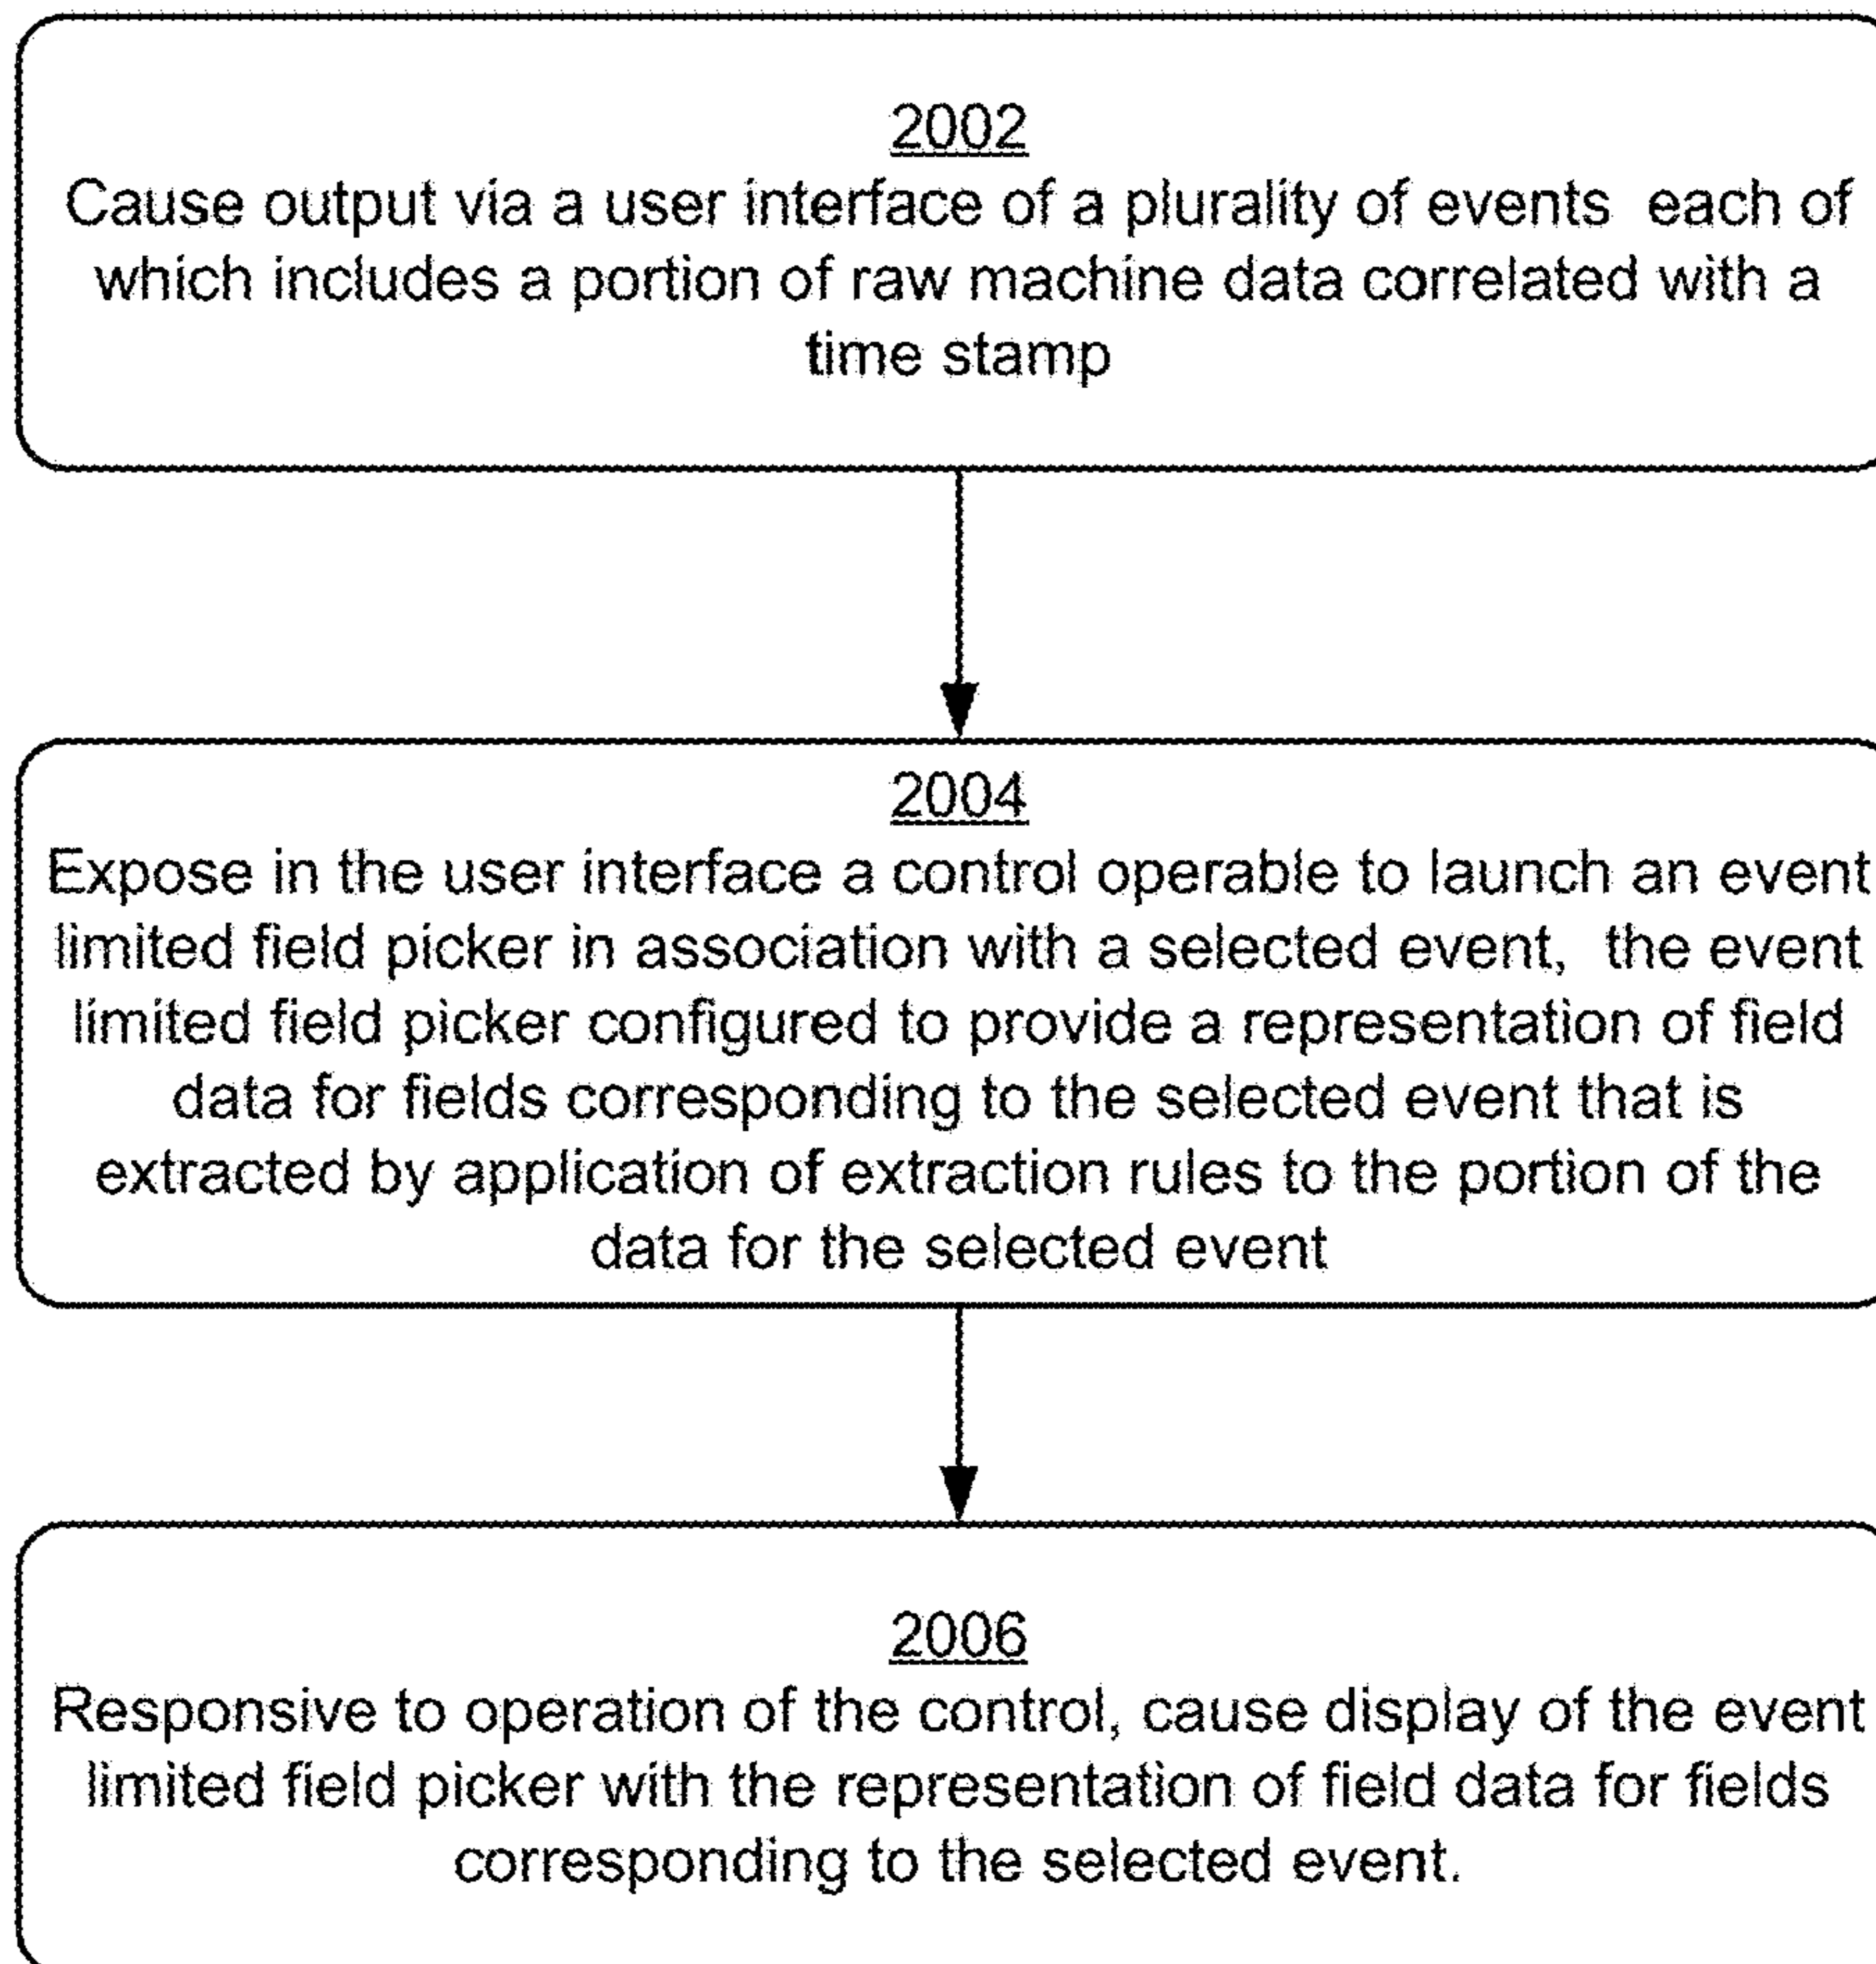 2002
Cause output via a user interface of a plurality of events each of
which includes a portion of raw machine data correlated with a
time stamp
2004
Expose in the user interface a control operable to launch an event
limited field picker in association with a selected event, the event
limited field picker configured to provide a representation of field
data for fields corresponding to the selected event that is
extracted by application of extraction rules to the portion of the
data for the selected event
2006
Responsive to operation of the control, cause display of the event
limited field picker with the representation of field data for fields
corresponding to the selected event.